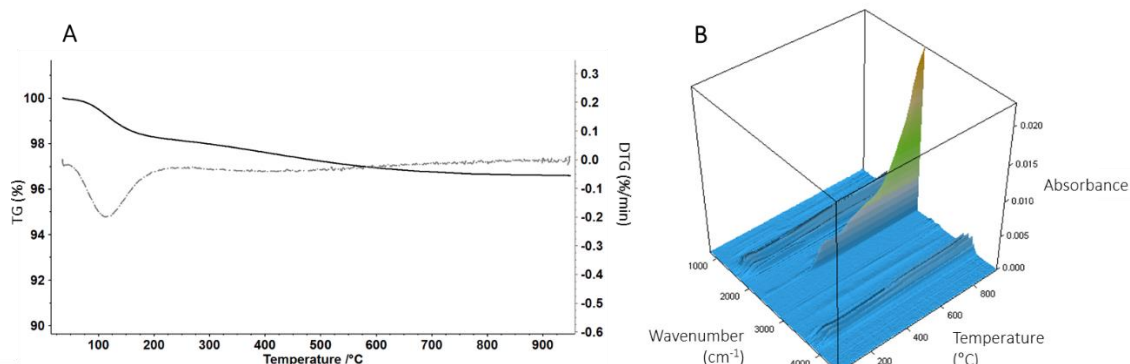 A
TG (%)
100
98
96
94
92
90
100 200 300 400 500 600 700 800 900
Temperature /°C
0.3
0.2
0.1
0.0
-0.1
-0.2
-0.3
-0.4
-0.5
-0.6
DTG (%/min)
B
0.020
0.015
0.010
0.005
0.000
Absorbance
1000
2000
3000
4000
Wavenumber
(cm⁻¹)
200
400
600
800
Temperature
(°C)